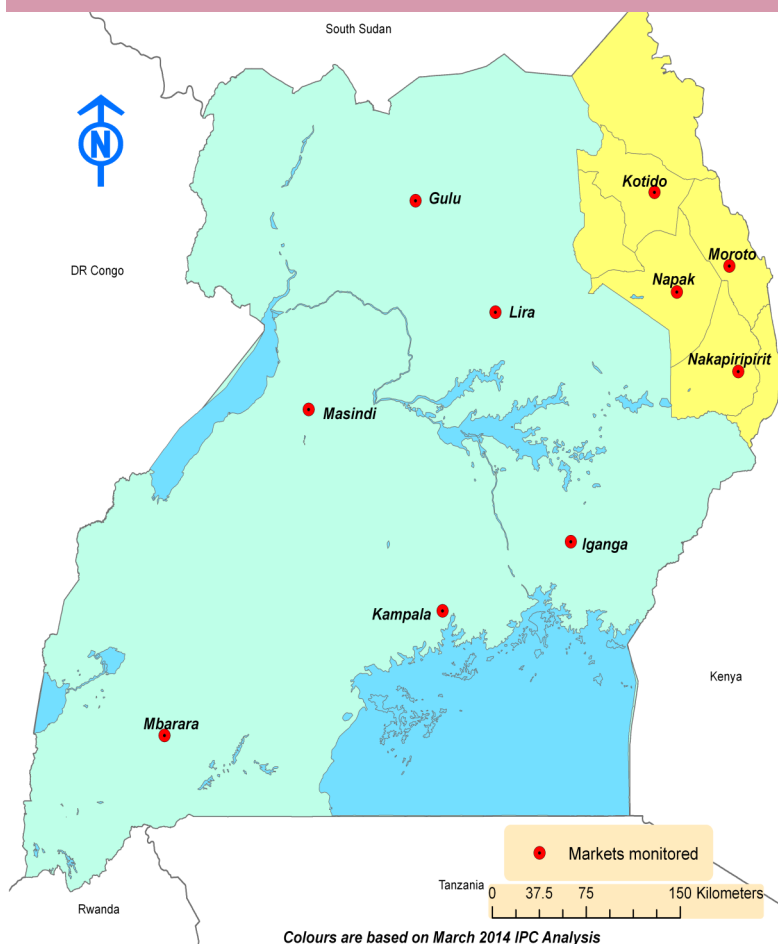 South Sudan
N
Kotido
Gulu
Moroto
DR Congo
Napak
Lira
Nakapiripirit
Masindi
Iganga
Kampala
Kenya
Mbarara
Markets monitored
Tanzania
0 37.5 75 150 Kilometers
Rwanda
Colours are based on March 2014 IPC Analysis